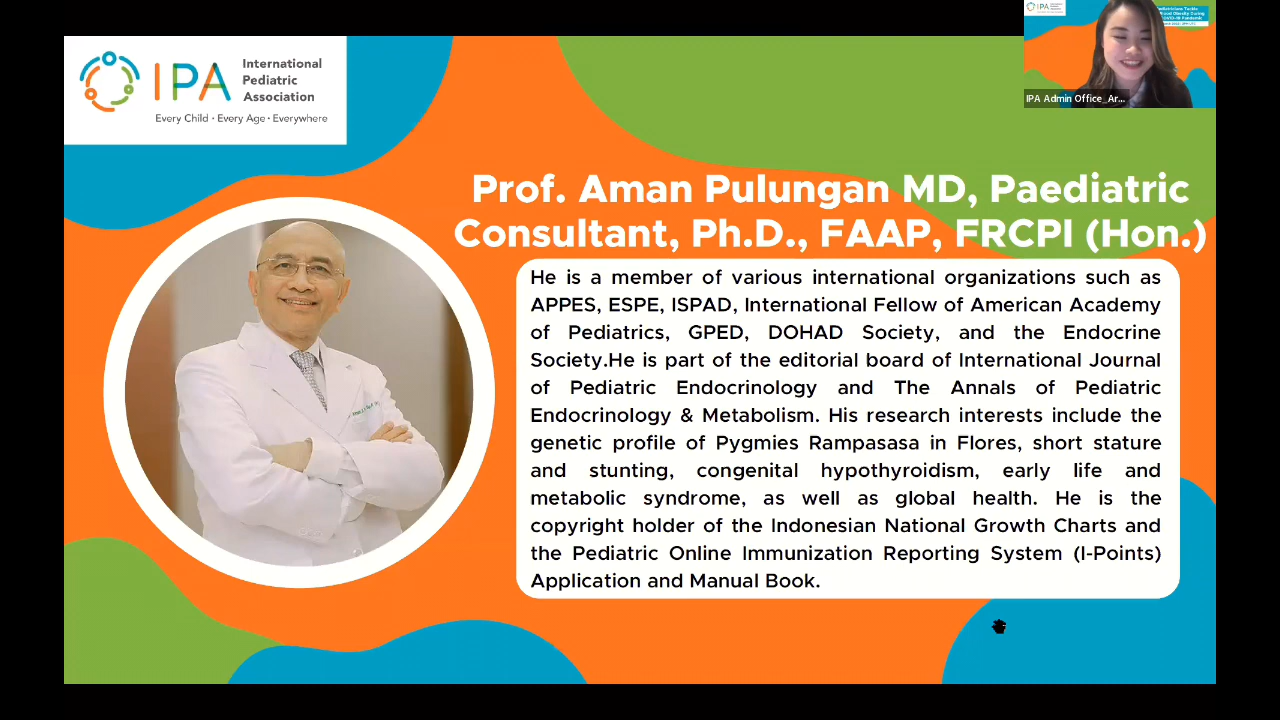 IPA
International
Pediatric
Association
Every Child • Every Age • Everywhere
IPA
IPA Admin Office_Ar...
Prof. Aman Pulungan MD, Paediatric
Consultant, Ph.D., FAAP, FRCPI (Hon.)
He is a member of various international organizations such as
APPES, ESPE, ISPAD, International Fellow of American Academy
of Pediatrics, GPED, DOHAD Society, and the Endocrine
Society.He is part of the editorial board of International Journal
of Pediatric Endocrinology and The Annals of Pediatric
Endocrinology & Metabolism. His research interests include the
genetic profile of Pygmies Rampasasa in Flores, short stature
and stunting, congenital hypothyroidism, early life and
metabolic syndrome, as well as global health. He is the
copyright holder of the Indonesian National Growth Charts and
the Pediatric Online Immunization Reporting System (I-Points)
Application and Manual Book.